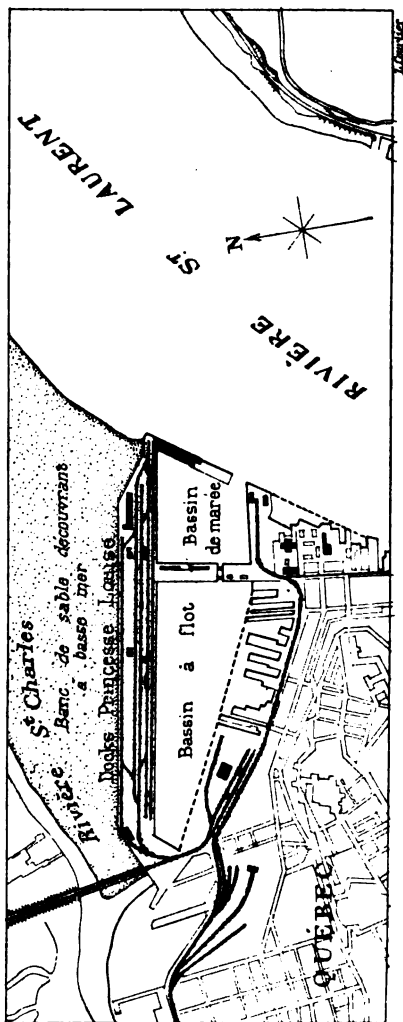 RIVIÈRE
ST
LAURENT
N
Rivière St Charles
Banc de sable découvrant
à basse mer
Docks Princesse Louise
Bassin
de marée
Bassin à flot
QUÉBEC
L. Courtier